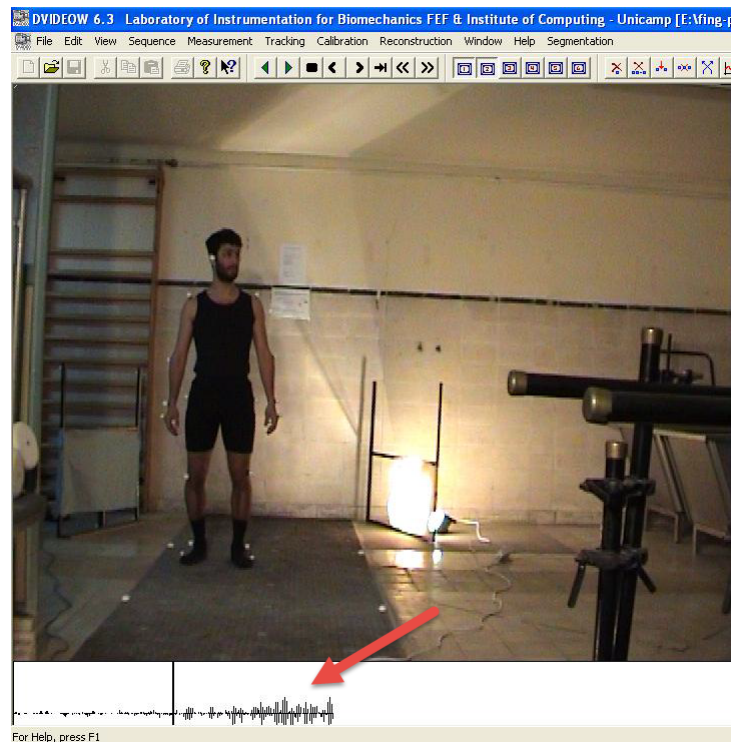 DVIDEOW 6.3 Laboratory of Instrumentation for Biomechanics FEF & Institute of Computing - Unicamp [E:\fing-p
File Edit View Sequence Measurement Tracking Calibration Reconstruction Window Help Segmentation
For Help, press F1